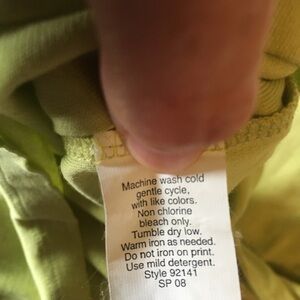 Machine wash cold
gentle cycle,
with like colors.
Non chlorine
bleach only.
Tumble dry low.
Warm iron as needed.
Do not iron on print.
Use mild detergent.
Style 92141
SP 08